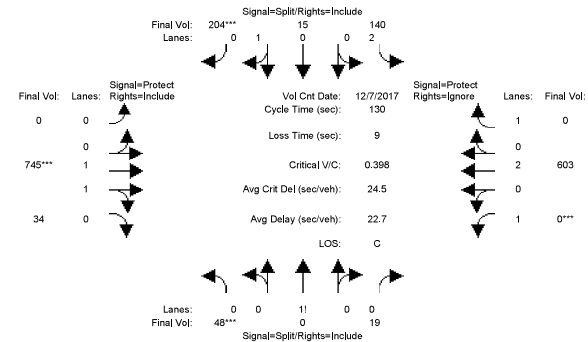 Signal=Split/Rights=Include
Final Vol: 204*** 15 140
Lanes: 0 1 0 0 2
Signal=Protect Signal=Protect
Final Vol: Lanes: Rights=Include Vol Cnt Date: 12/7/2017 Rights=Ignore Lanes: Final Vol:
Cycle Time (sec): 130
0 0 1 0
Loss Time (sec): 9
0 0
745*** 1 Critical V/C: 0.398 2 603
1 Avg Crit Del (sec/veh): 24.5 0
34 0 Avg Delay (sec/veh): 22.7 1 0***
LOS: C
Lanes: 0 0 1! 0 0
Final Vol: 48*** 0 19
Signal=Split/Rights=Include